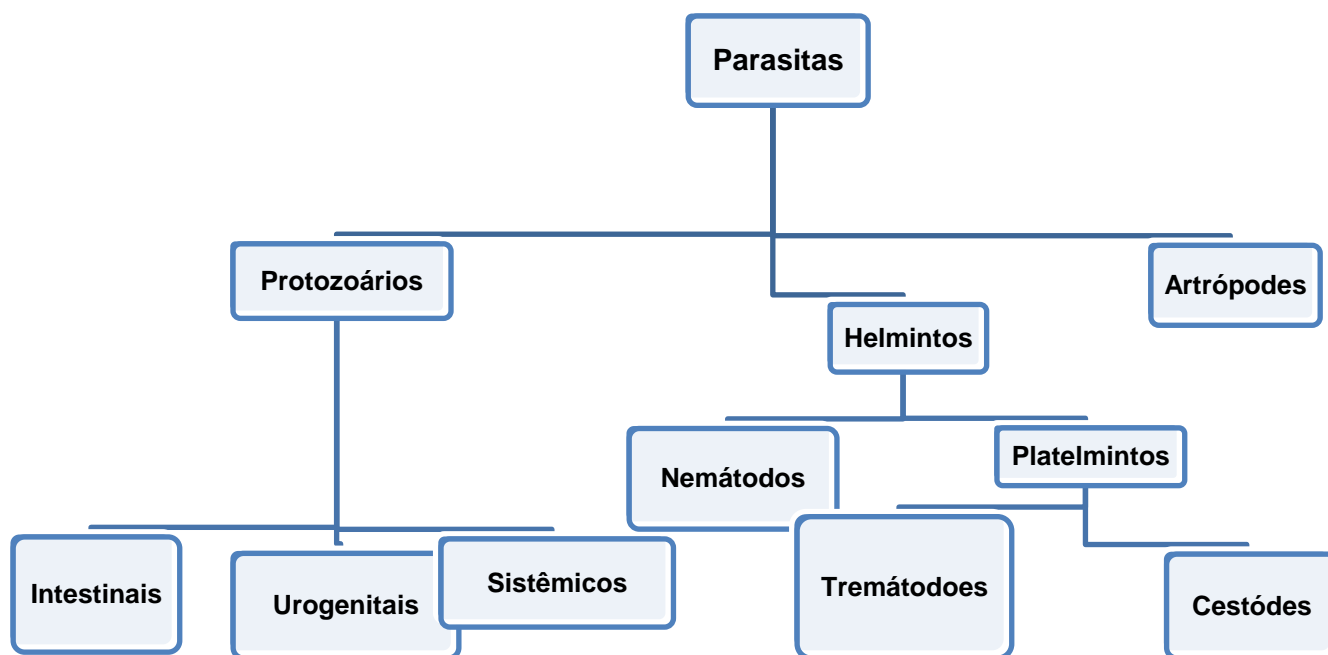 Parasitas
Protozoários
Artrópodes
Helmintos
Nemátodos
Platelmintos
Intestinais
Urogenitais
Sistêmicos
Tremátodoes
Cestódes